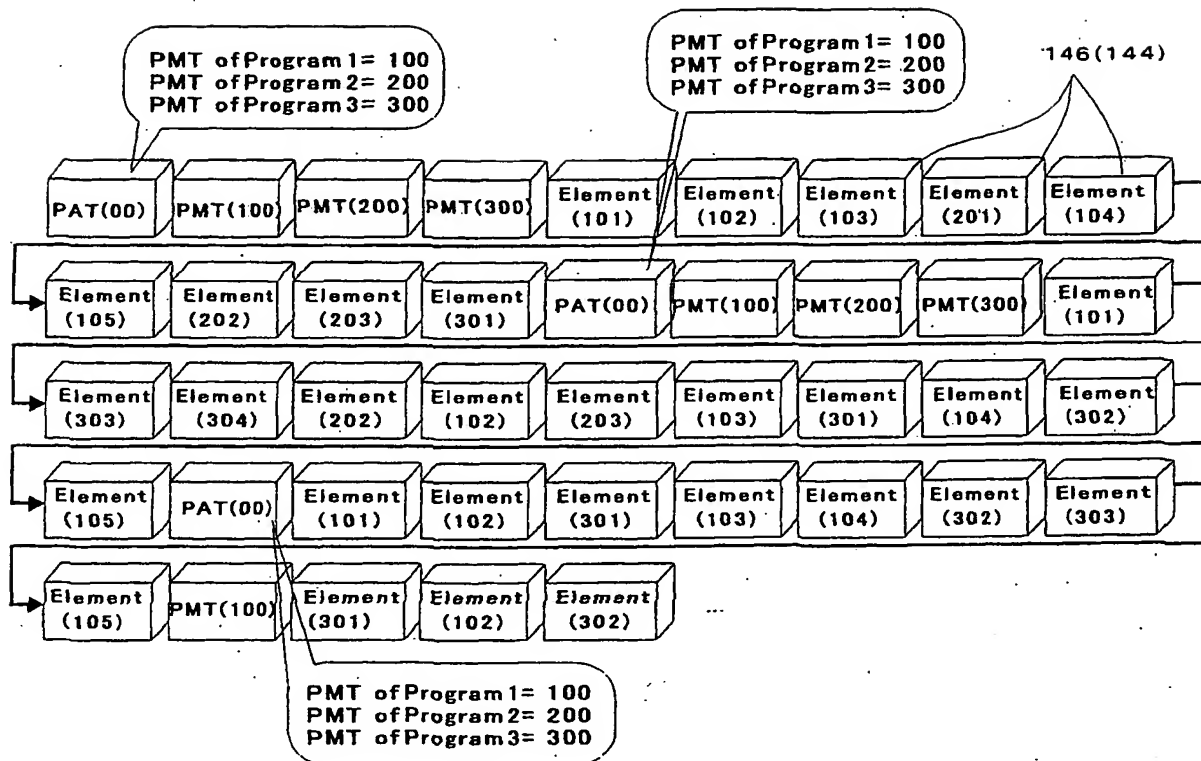 PMT of Program 1= 100
PMT of Program 2= 200
PMT of Program 3= 300
PMT of Program 1= 100
PMT of Program 2= 200
PMT of Program 3= 300
146(144)
PAT(00)
PMT(100)
PMT(200)
PMT(300)
Element
(101)
Element
(102)
Element
(103)
Element
(201)
Element
(104)
Element
(105)
Element
(202)
Element
(203)
Element
(301)
PAT(00)
PMT(100)
PMT(200)
PMT(300)
Element
(101)
Element
(303)
Element
(304)
Element
(202)
Element
(102)
Element
(203)
Element
(103)
Element
(301)
Element
(104)
Element
(302)
Element
(105)
PAT(00)
Element
(101)
Element
(102)
Element
(301)
Element
(103)
Element
(104)
Element
(302)
Element
(303)
Element
(105)
PMT(100)
Element
(301)
Element
(102)
Element
(302)
...
PMT of Program 1= 100
PMT of Program 2= 200
PMT of Program 3= 300